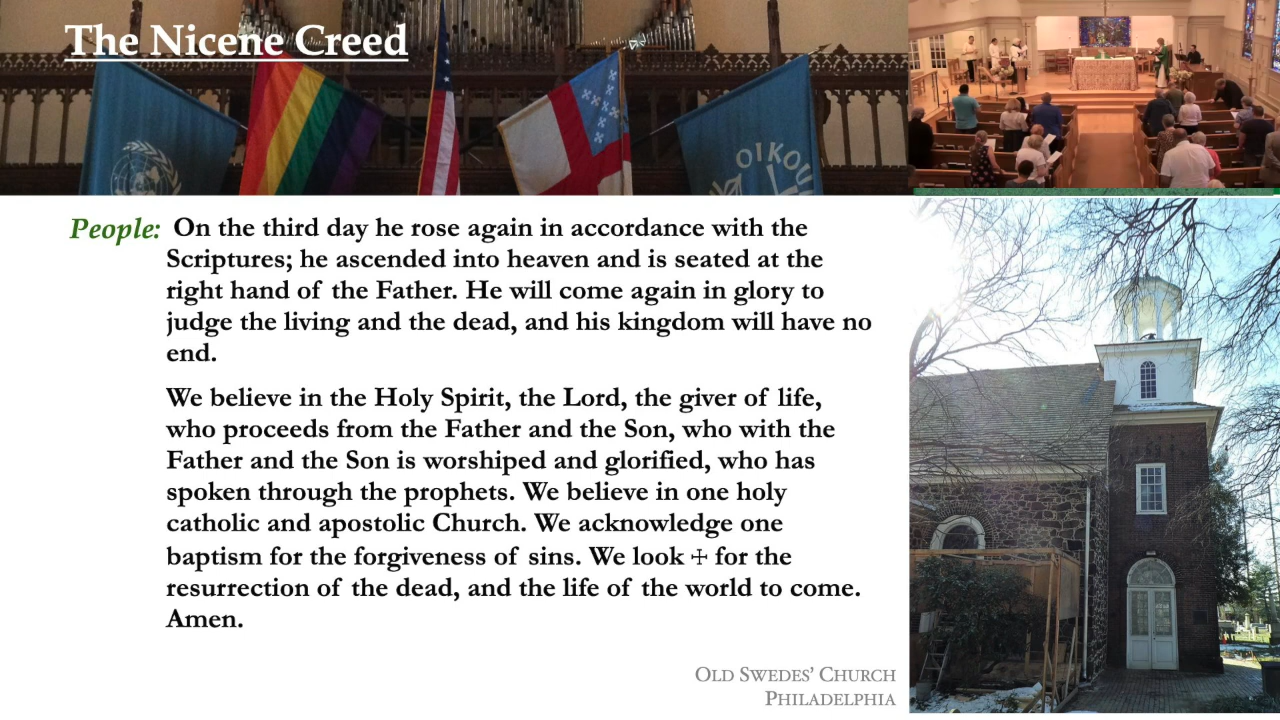 The Nicene Creed
OIKOU
People: On the third day he rose again in accordance with the
Scriptures; he ascended into heaven and is seated at the
right hand of the Father. He will come again in glory to
judge the living and the dead, and his kingdom will have no
end.
We believe in the Holy Spirit, the Lord, the giver of life,
who proceeds from the Father and the Son, who with the
Father and the Son is worshiped and glorified, who has
spoken through the prophets. We believe in one holy
catholic and apostolic Church. We acknowledge one
baptism for the forgiveness of sins. We look ☩ for the
resurrection of the dead, and the life of the world to come.
Amen.
OLD SWEDES’ CHURCH
PHILADELPHIA